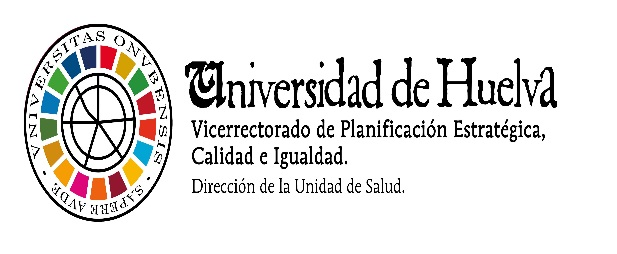 VNIVERSITAS ONVBENSIS - SAPERE AVDE -
Universidad de Huelva
Vicerrectorado de Planificación Estratégica,
Calidad e Igualdad.
Dirección de la Unidad de Salud.